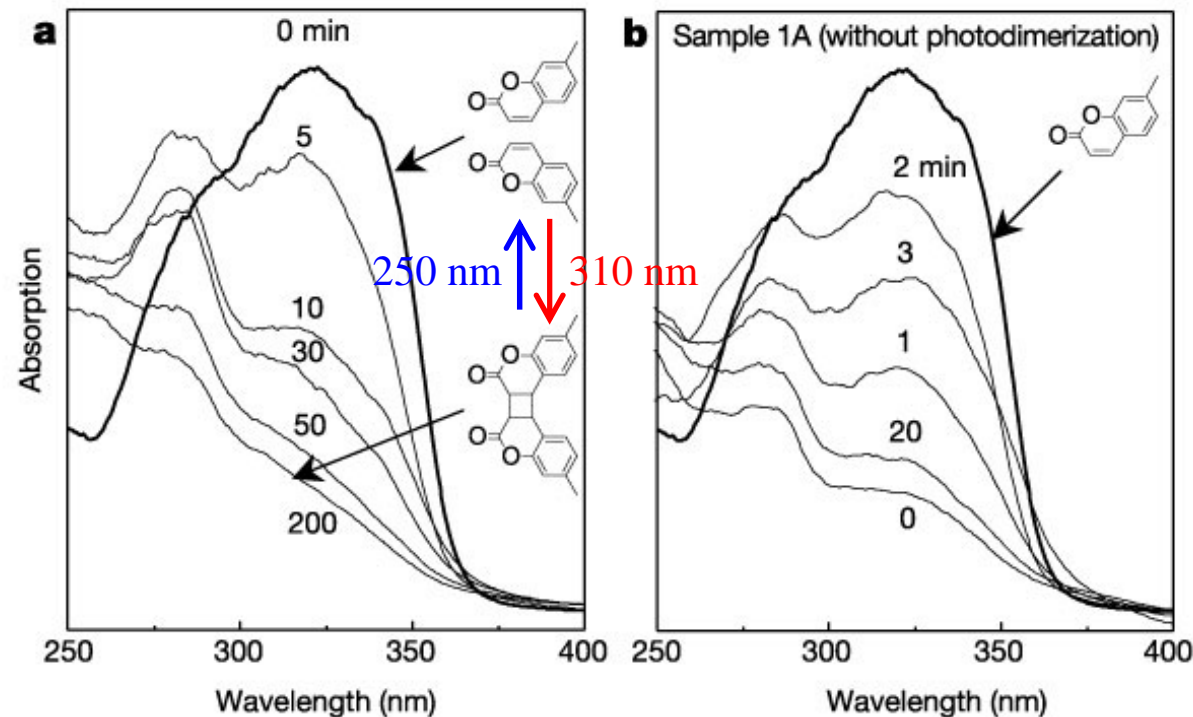 a
0 min
5
10
30
50
200
250 nm
310 nm
O
O
O
O
O
O
O
O
Absorption
250
300
350
400
Wavelength (nm)
b
Sample 1A (without photodimerization)
2 min
3
1
20
0
O
O
250
300
350
400
Wavelength (nm)